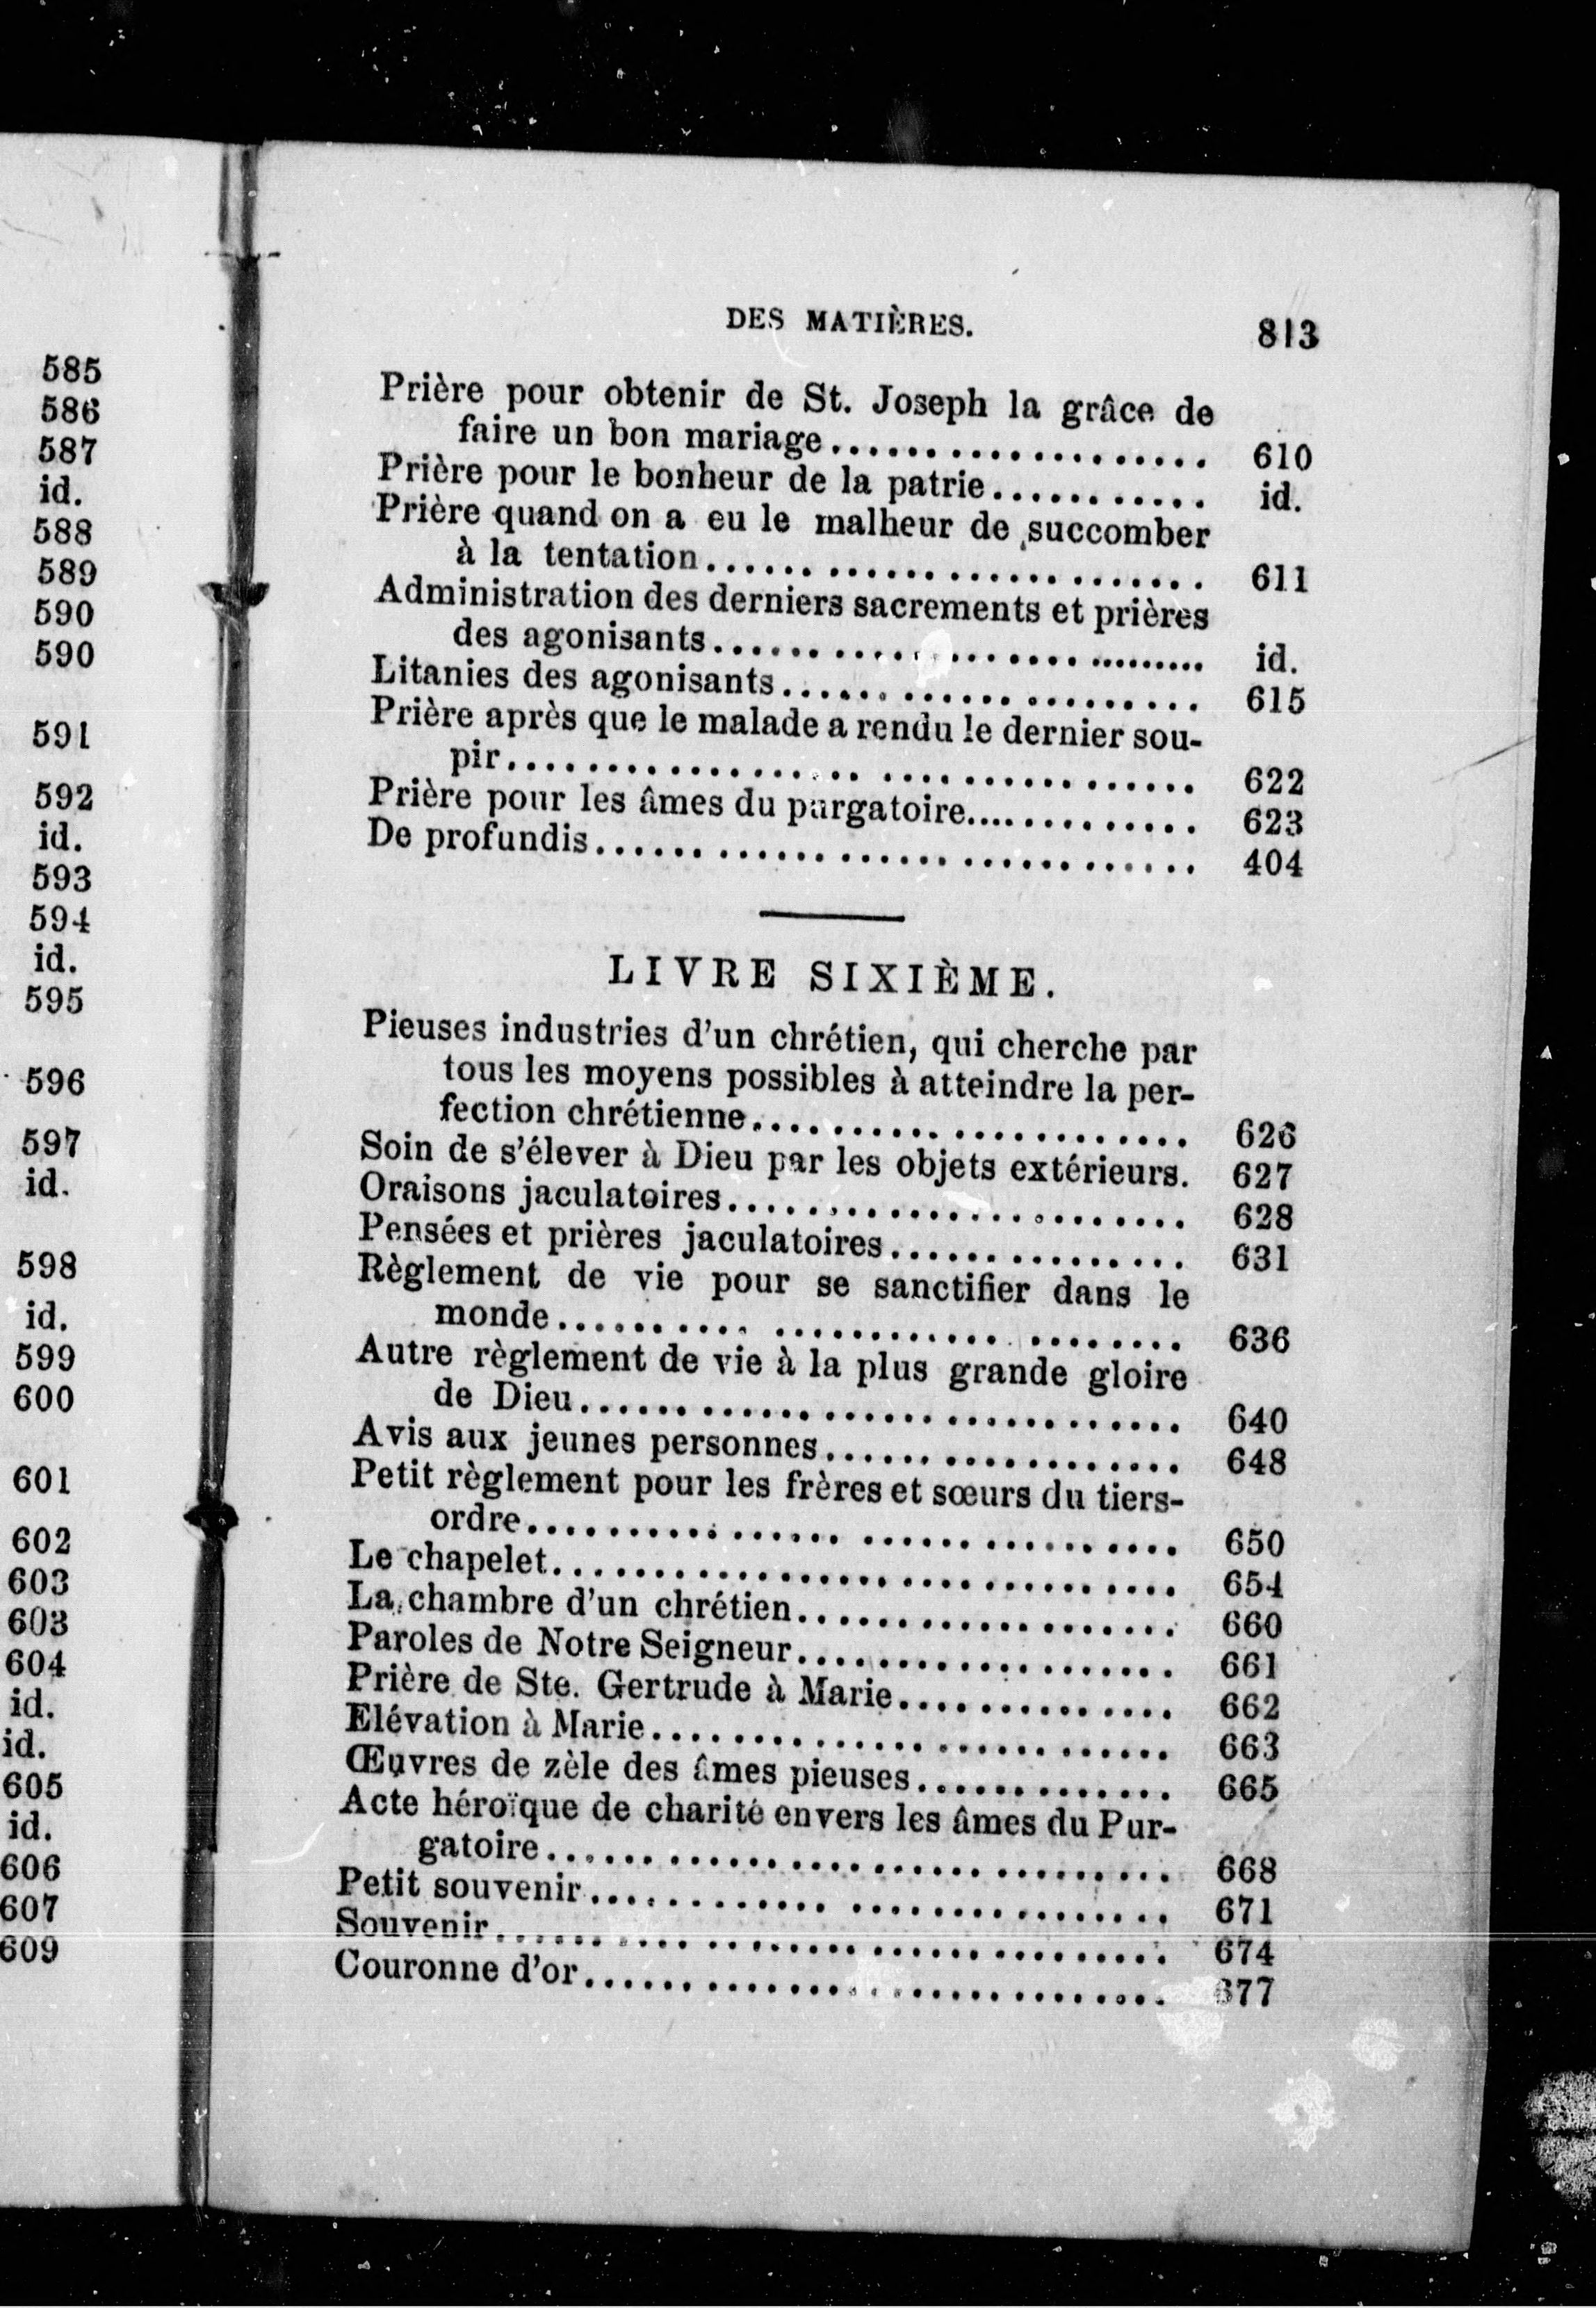 585
586
587
id.
588
589
590
590
591
592
id.
593
594
id.
595
596
597
id.
598
id.
599
600
601
602
603
603
604
id.
id.
605
id.
606
607
609
DES MATIÈRES. 813
Prière pour obtenir de St. Joseph la grâce de
faire un bon mariage................... 610
Prière pour le bonheur de la patrie........... id.
Prière quand on a eu le malheur de succomber
à la tentation......................... 611
Administration des derniers sacrements et prières
des agonisants......................... id.
Litanies des agonisants..................... 615
Prière après que le malade a rendu le dernier sou-
pir.................................. 622
Prière pour les âmes du purgatoire............. 623
De profundis.............................. 404
LIVRE SIXIÈME.
Pieuses industries d'un chrétien, qui cherche par
tous les moyens possibles à atteindre la per-
fection chrétienne...................... 626
Soin de s'élever à Dieu par les objets extérieurs. 627
Oraisons jaculatoires....................... 628
Pensées et prières jaculatoires............... 631
Règlement de vie pour se sanctifier dans le
monde.............................. 636
Autre règlement de vie à la plus grande gloire
de Dieu.............................. 640
Avis aux jeunes personnes.................. 648
Petit règlement pour les frères et sœurs du tiers-
ordre................................ 650
Le chapelet............................... 654
La chambre d'un chrétien................... 660
Paroles de Notre Seigneur................... 661
Prière de Ste. Gertrude à Marie.............. 662
Elévation à Marie.......................... 663
Œuvres de zèle des âmes pieuses............. 665
Acte héroïque de charité envers les âmes du Pur-
gatoire............................... 668
Petit souvenir............................ 671
Souvenir................................. 674
Couronne d'or............................. 677